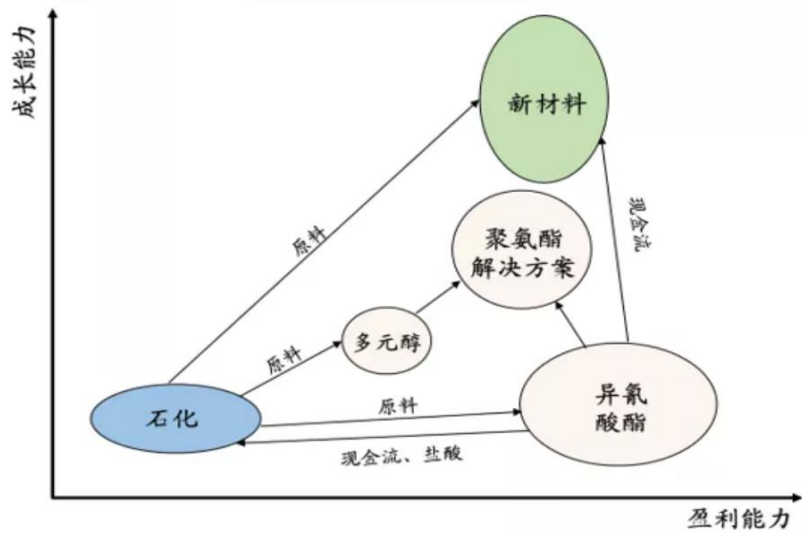 成长能力
新材料
现金流
原料
聚氨酯
解决方案
多元醇
原料
石化
原料
异氰
酸酯
现金流、盐酸
盈利能力